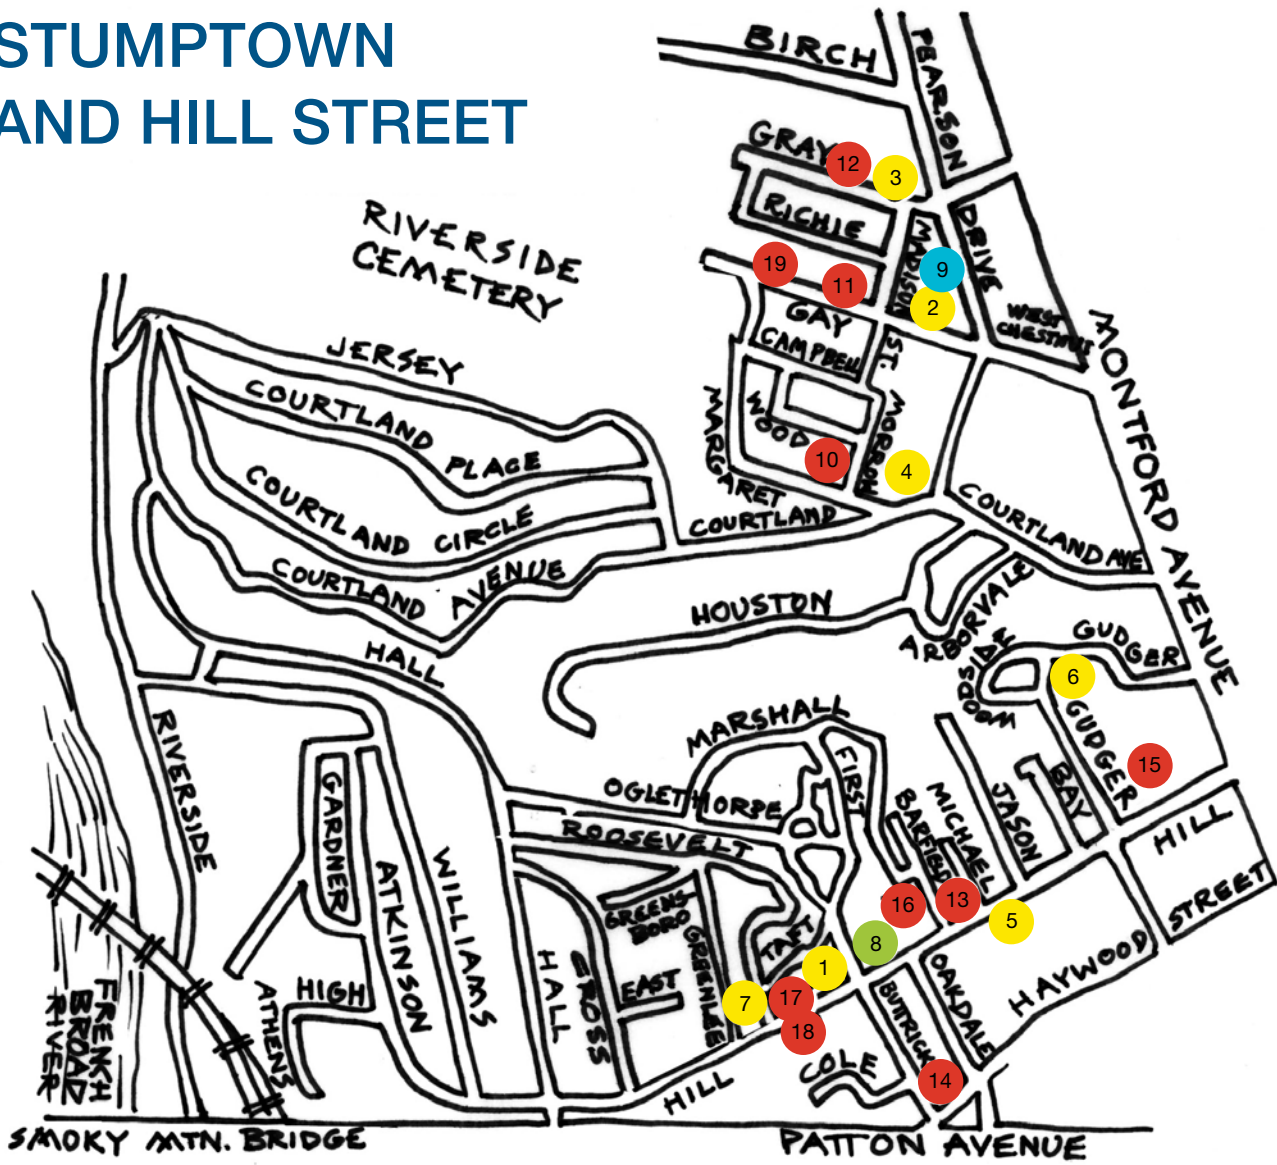 STUMPTOWN
AND HILL STREET
BIRCH
PEARSON
DRIVE
GRAY
12
3
RICHIE
MADISON
ST.
9
2
19
11
GAY
CAMPBELL
WEST
CHESTNUT
MONTFORD AVENUE
RIVERSIDE
CEMETERY
JERSEY
COURTLAND
PLACE
COURTLAND CIRCLE
COURTLAND AVENUE
WOOD
10
MORROW
4
MARGARET
COURTLAND
COURTLAND AVE
HOUSTON
ARBORVALE
WOODSIDE
GUDGER
6
GUDGER
15
HALL
RIVERSIDE
MARSHALL
FIRST
OGLETHORPE
ROOSEVELT
BARFIELD
MICHAEL
JASON
BAY
HILL
STREET
GARDNER
ATKINSON
WILLIAMS
HALL
CROSS
GREENS
BORO
GREENLEE
EAST
TAFT
16
13
5
8
1
7
17
18
OAKDALE
HAYWOOD
BUTTRICK
COLE
14
HILL
HIGH
ATHENS
FRENCH
BROAD
RIVER
SMOKY MTN. BRIDGE
PATTON AVENUE